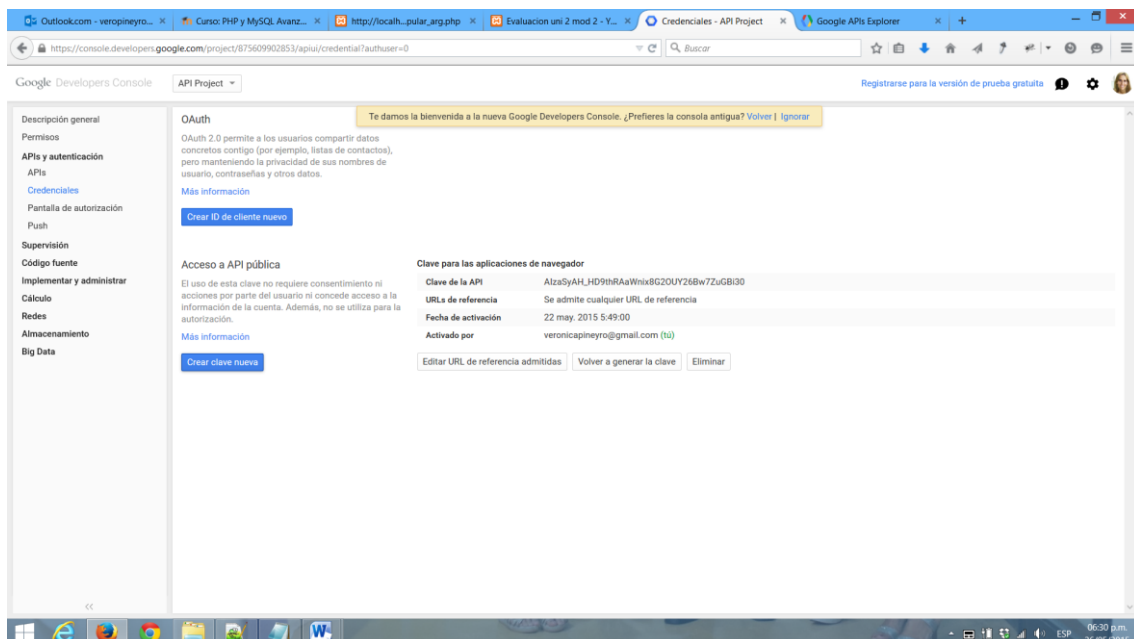 Outlook.com - veropineyro...
Curso: PHP y MySQL Avanz...
http://localh...pular_arg.php
Evaluacion uni 2 mod 2 - Y...
Credenciales - API Project
Google APIs Explorer
https://console.developers.google.com/project/875609902853/apiui/credential?authuser=0
Buscar
Google Developers Console
API Project
Registrarse para la versión de prueba gratuita
Te damos la bienvenida a la nueva Google Developers Console. ¿Prefieres la consola antigua? Volver | Ignorar
Descripción general
Permisos
APIs y autenticación
APIs
Credenciales
Pantalla de autorización
Push
Supervisión
Código fuente
Implementar y administrar
Cálculo
Redes
Almacenamiento
Big Data
<<
OAuth
OAuth 2.0 permite a los usuarios compartir datos
concretos contigo (por ejemplo, listas de contactos),
pero manteniendo la privacidad de sus nombres de
usuario, contraseñas y otros datos.
Más información
Crear ID de cliente nuevo
Acceso a API pública
El uso de esta clave no requiere consentimiento ni
acciones por parte del usuario ni concede acceso a la
información de la cuenta. Además, no se utiliza para la
autorización.
Más información
Crear clave nueva
Clave para las aplicaciones de navegador
Clave de la API AIzaSyAH_HD9thRAaWnix8G2OUY26Bw7ZuGBi30
URLs de referencia Se admite cualquier URL de referencia
Fecha de activación 22 may. 2015 5:49:00
Activado por veronicapineyro@gmail.com (tú)
Editar URL de referencia admitidas Volver a generar la clave Eliminar
ESP
06:30 p.m.